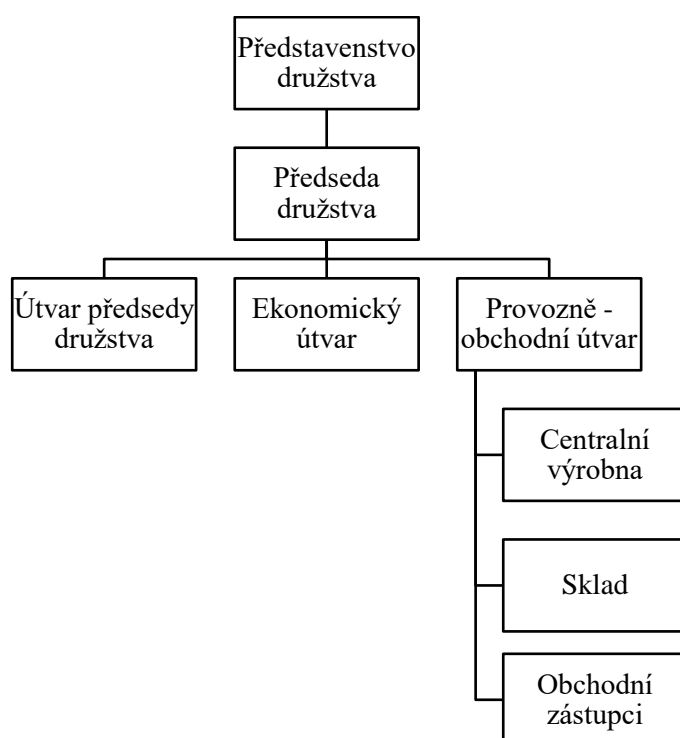 Představenstvo
družstva
Předseda
družstva
Útvar předsedy
družstva
Ekonomický
útvar
Provozně -
obchodní útvar
Centralní
výrobna
Sklad
Obchodní
zástupci